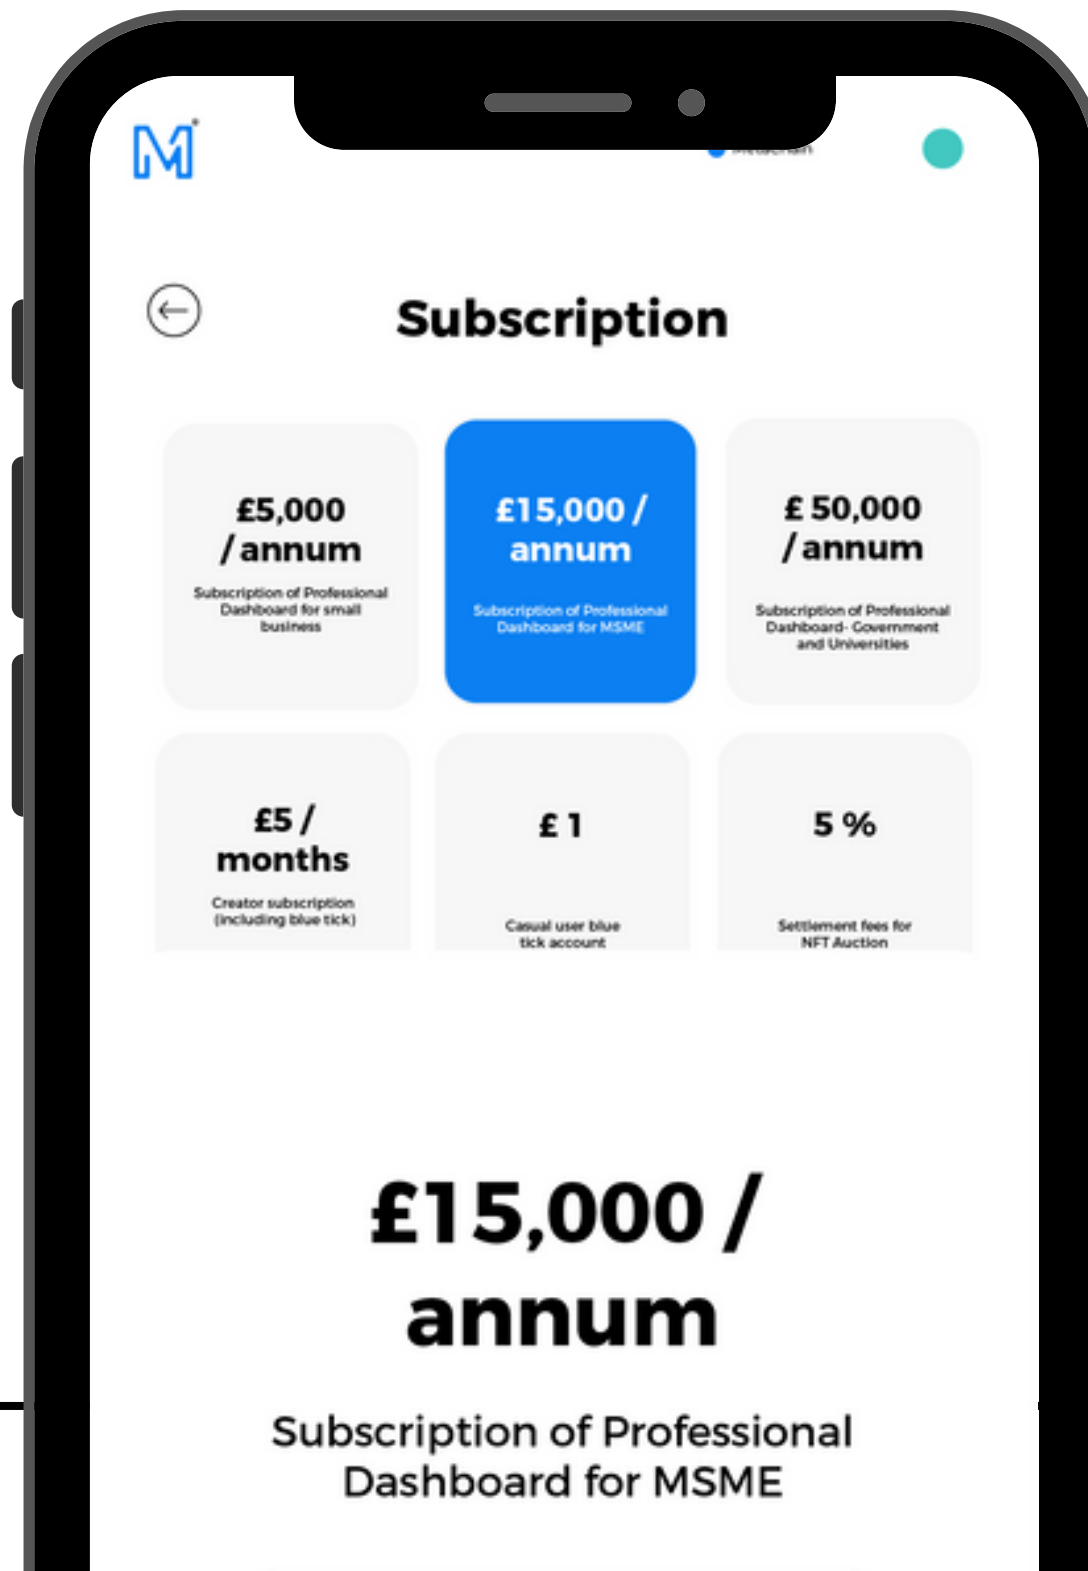 M
Metachain
Subscription
£5,000
/ annum
Subscription of Professional
Dashboard for small
business
£15,000 /
annum
Subscription of Professional
Dashboard for MSME
£ 50,000
/ annum
Subscription of Professional
Dashboard- Government
and Universities
£5 /
months
Creator subscription
(including blue tick)
£ 1
Casual user blue
tick account
5 %
Settlement fees for
NFT Auction
£15,000 /
annum
Subscription of Professional
Dashboard for MSME